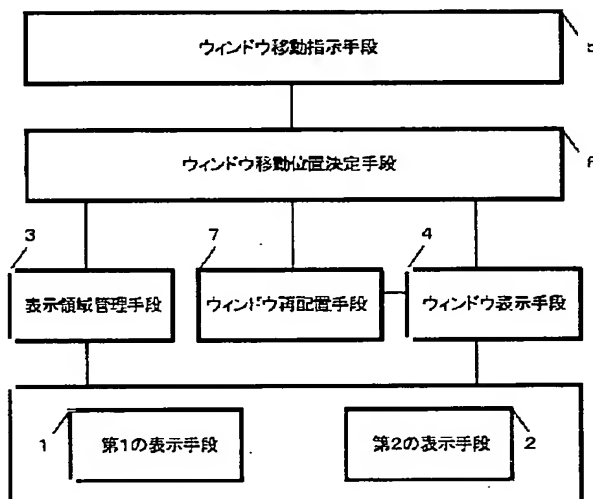 ウィンドウ移動指示手段
ウィンドウ移動位置決定手段
3
7
4
表示領域管理手段
ウィンドウ再配置手段
ウィンドウ表示手段
1
第1の表示手段
第2の表示手段
2